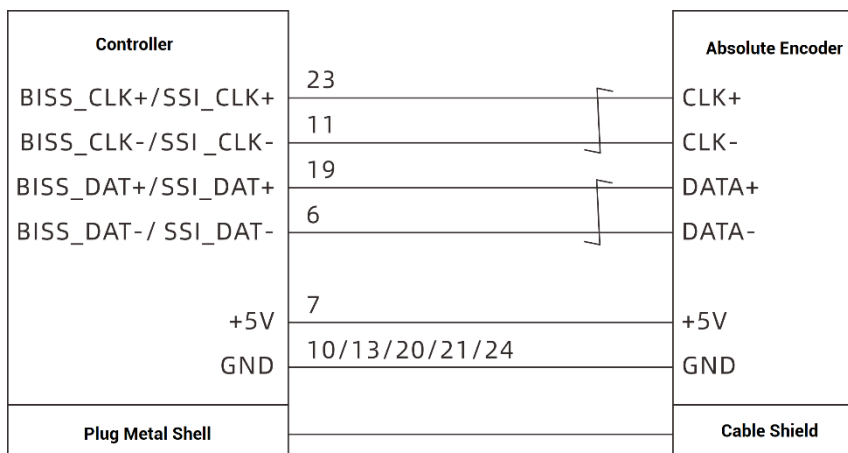 Controller
Absolute Encoder
BISS_CLK+/SSI_CLK+ 23 CLK+
BISS_CLK-/SSI _CLK- 11 CLK-
BISS_DAT+/SSI_DAT+ 19 DATA+
BISS_DAT-/ SSI_DAT- 6 DATA-
+5V 7 +5V
GND 10/13/20/21/24 GND
Plug Metal Shell Cable Shield